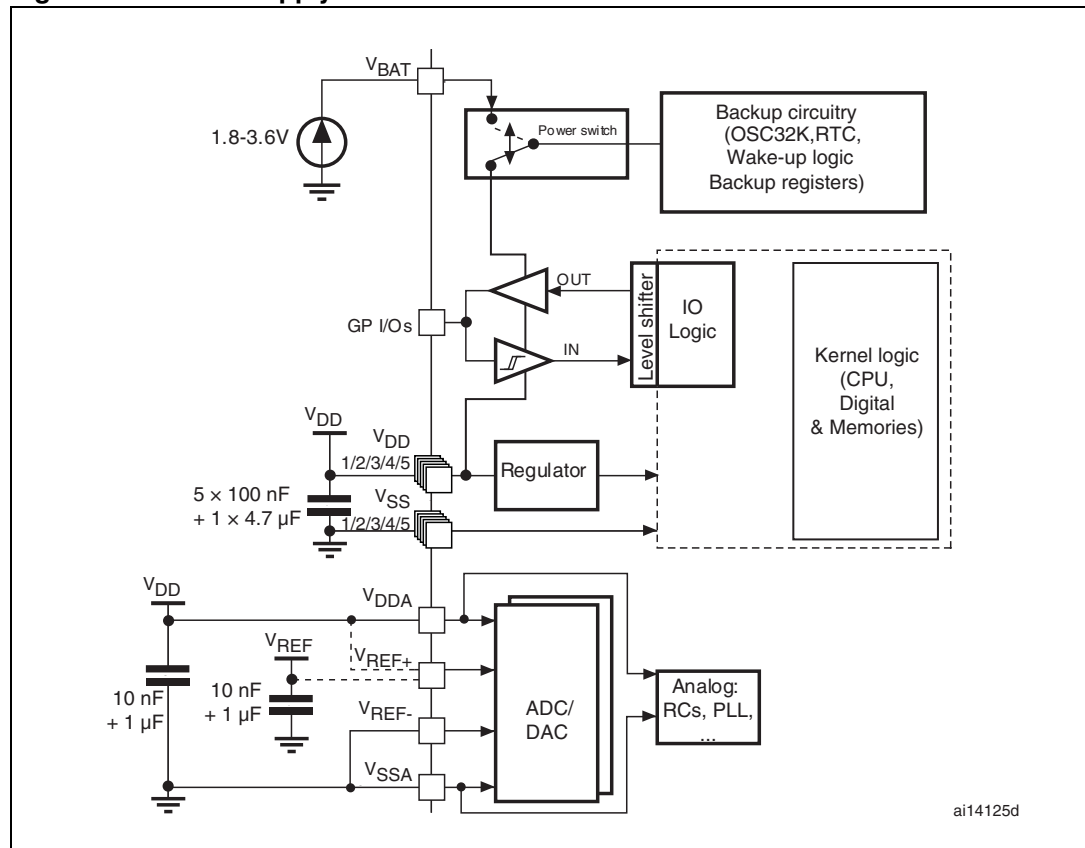 VBAT
1.8-3.6V
Power switch
Backup circuitry
(OSC32K,RTC,
Wake-up logic
Backup registers)
OUT
GP I/Os
IN
Level shifter
IO
Logic
Kernel logic
(CPU,
Digital
& Memories)
VDD
VDD
1/2/3/4/5
Regulator
5 × 100 nF
+ 1 × 4.7 µF
VSS
1/2/3/4/5
VDD
VDDA
VREF
VREF+
10 nF
+ 1 µF
10 nF
+ 1 µF
VREF-
ADC/
DAC
Analog:
RCs, PLL,
...
VSSA
ai14125d